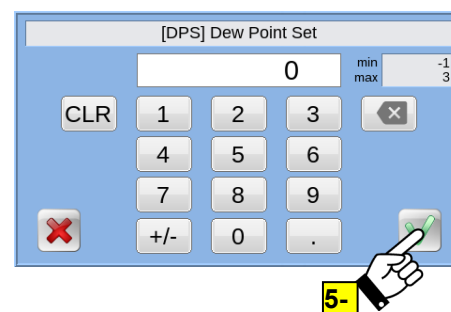 [DPS] Dew Point Set
0
min -1
max 3
CLR 1 2 3
4 5 6
7 8 9
+/- 0 .
5-